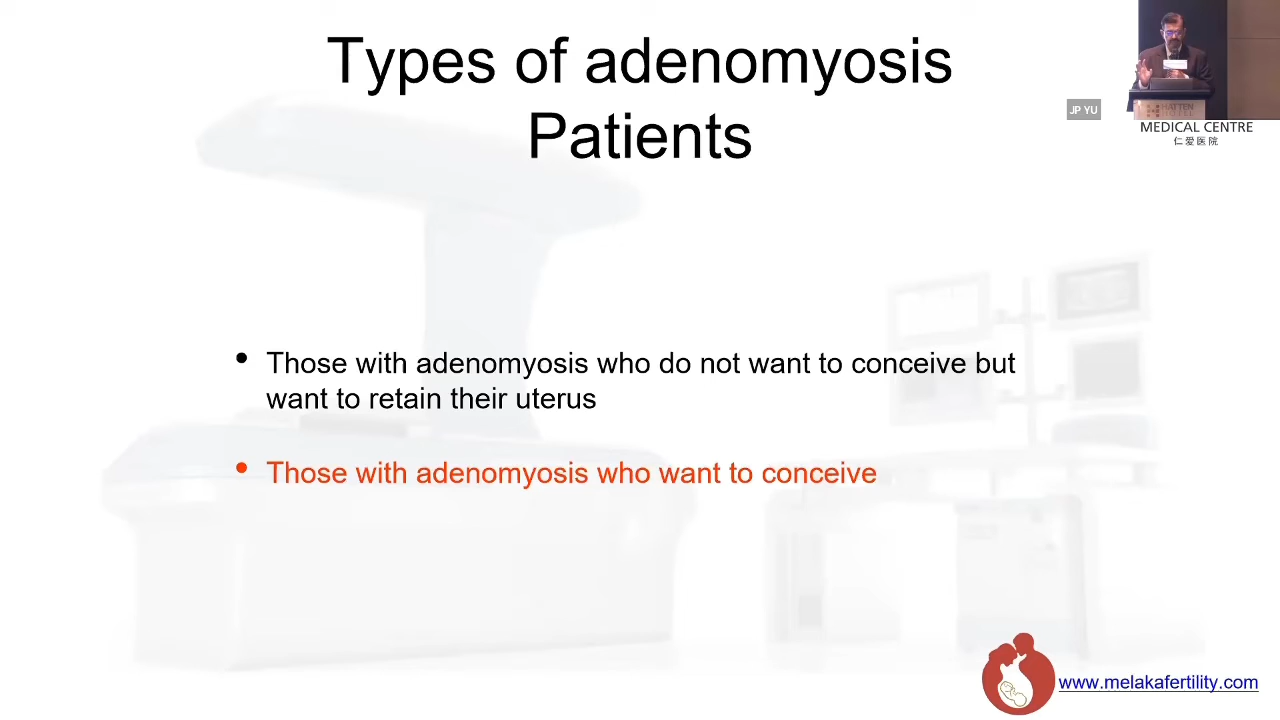 Types of adenomyosis
Patients
JP YU
HATTEN
MEDICAL CENTRE
仁爱医院
• Those with adenomyosis who do not want to conceive but
want to retain their uterus
• Those with adenomyosis who want to conceive
www.melakafertility.com